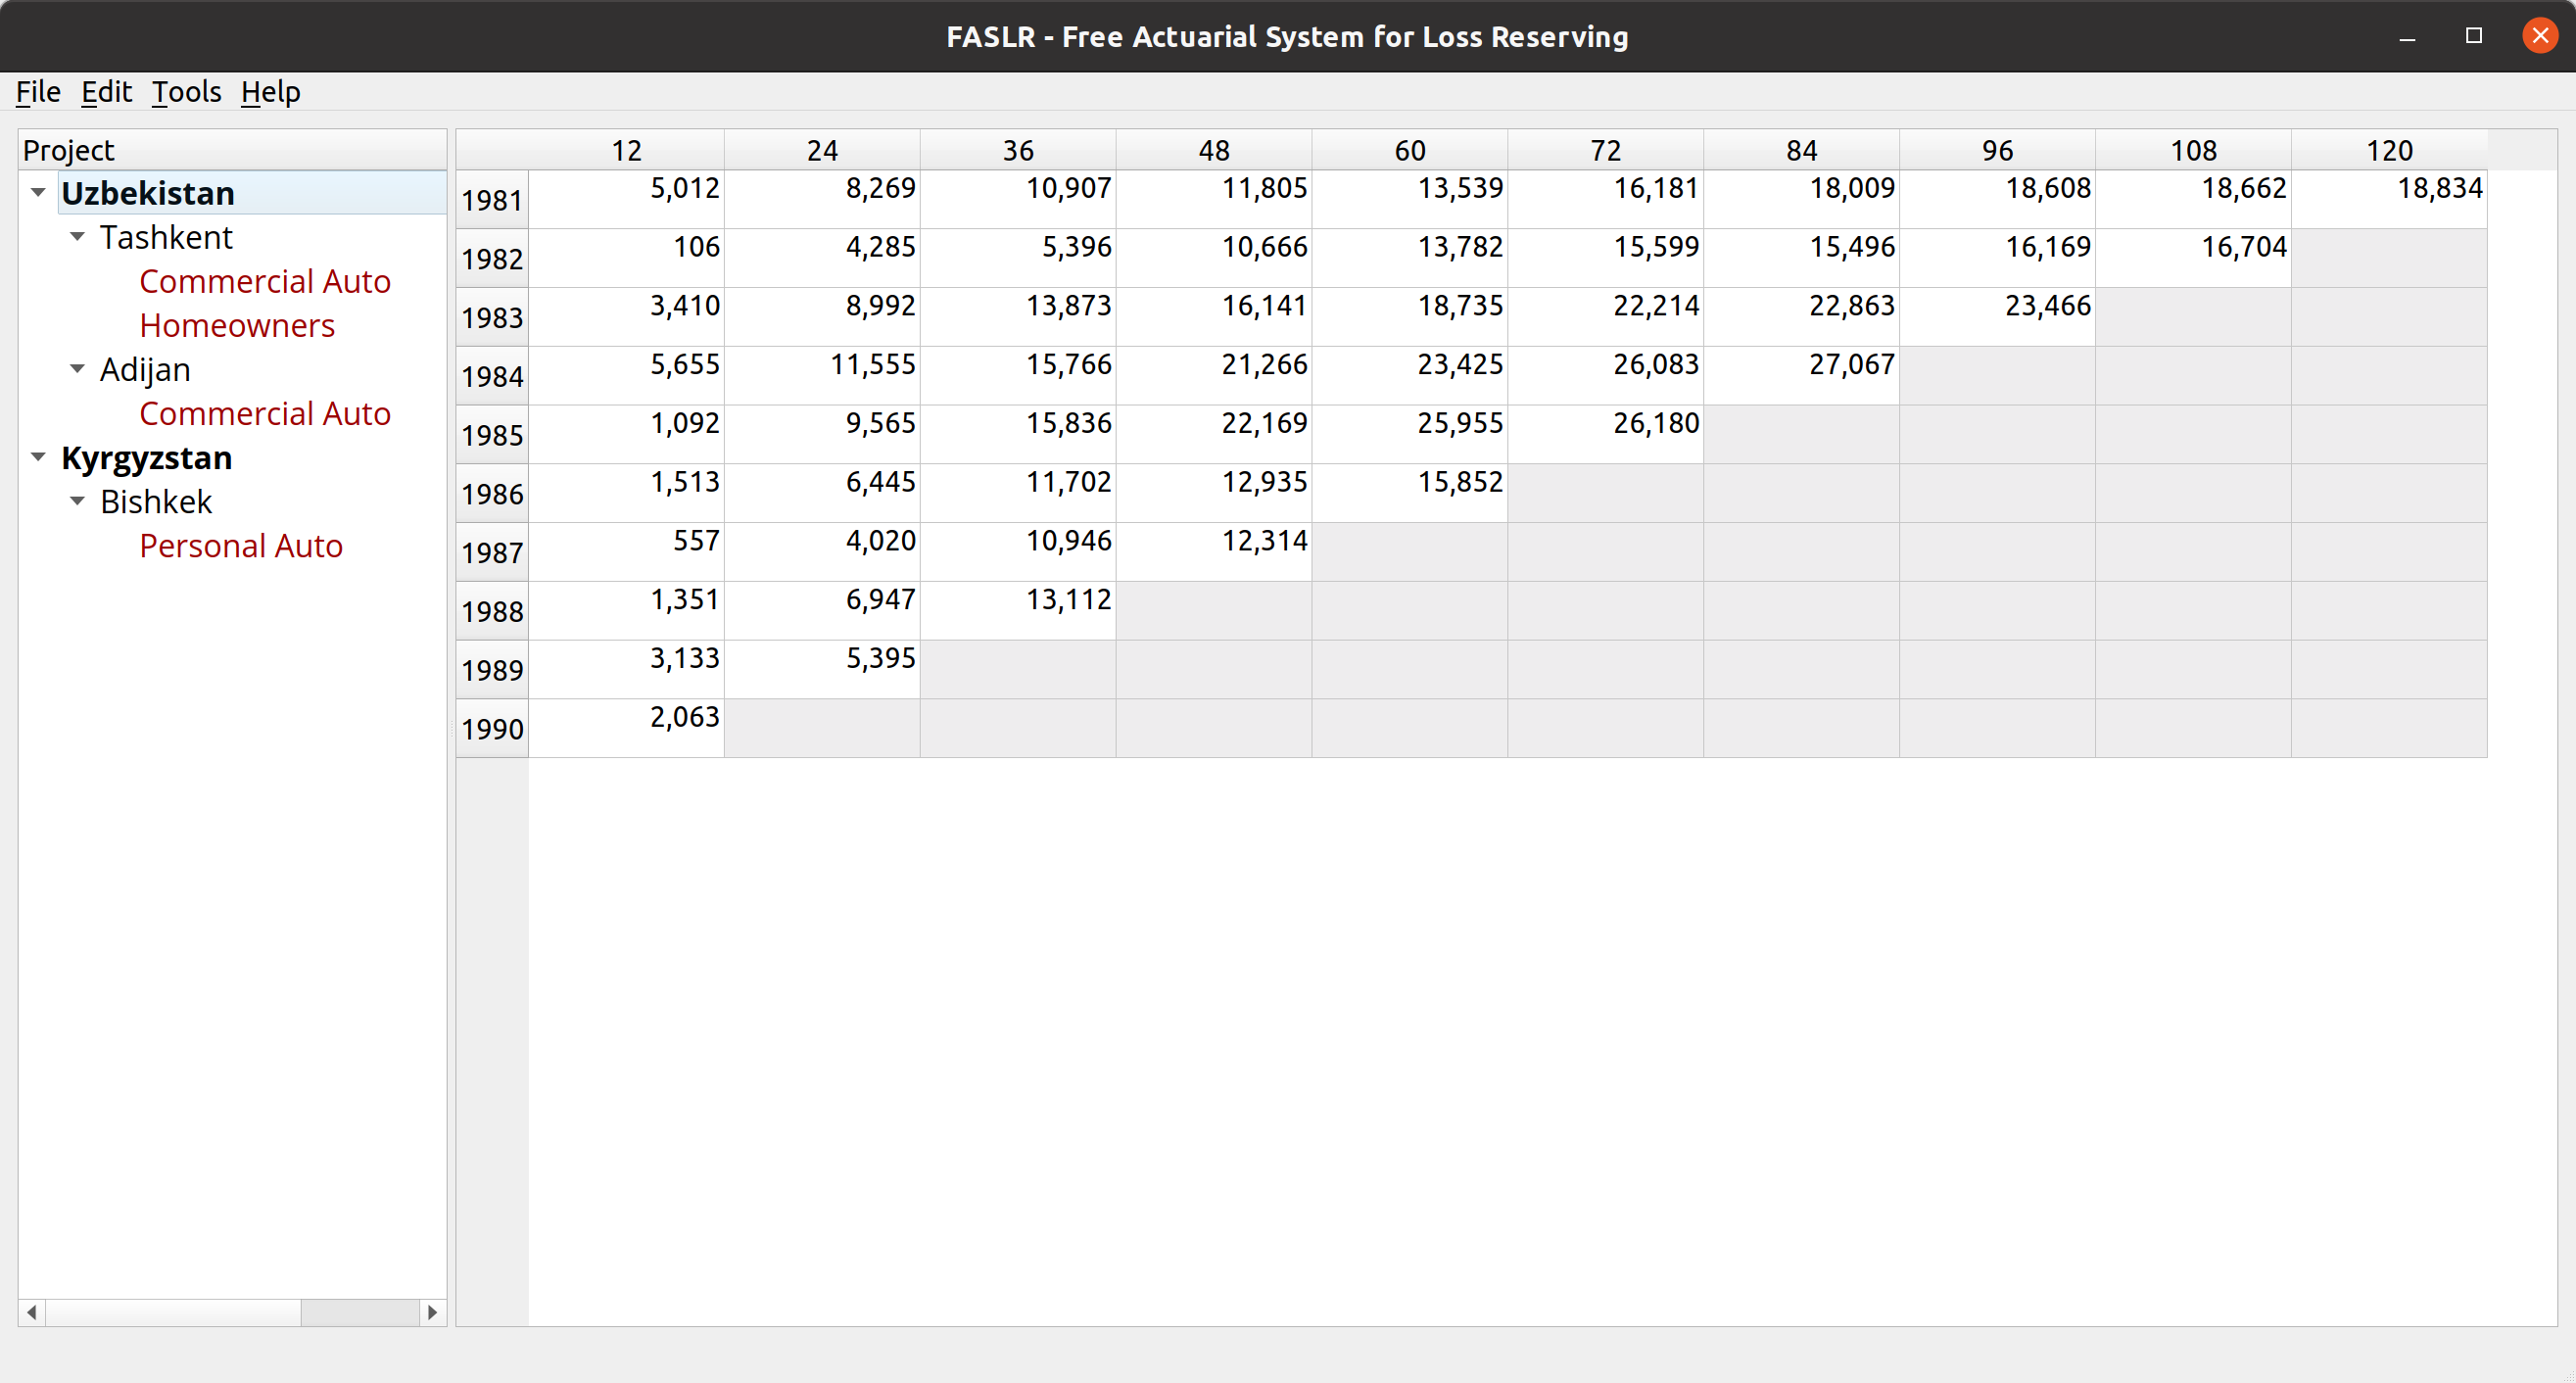 FASLR - Free Actuarial System for Loss Reserving
File Edit Tools Help
Project
Uzbekistan
Tashkent
Commercial Auto
Homeowners
Adijan
Commercial Auto
Kyrgyzstan
Bishkek
Personal Auto
12 24 36 48 60 72 84 96 108 120
1981 5,012 8,269 10,907 11,805 13,539 16,181 18,009 18,608 18,662 18,834
1982 106 4,285 5,396 10,666 13,782 15,599 15,496 16,169 16,704
1983 3,410 8,992 13,873 16,141 18,735 22,214 22,863 23,466
1984 5,655 11,555 15,766 21,266 23,425 26,083 27,067
1985 1,092 9,565 15,836 22,169 25,955 26,180
1986 1,513 6,445 11,702 12,935 15,852
1987 557 4,020 10,946 12,314
1988 1,351 6,947 13,112
1989 3,133 5,395
1990 2,063